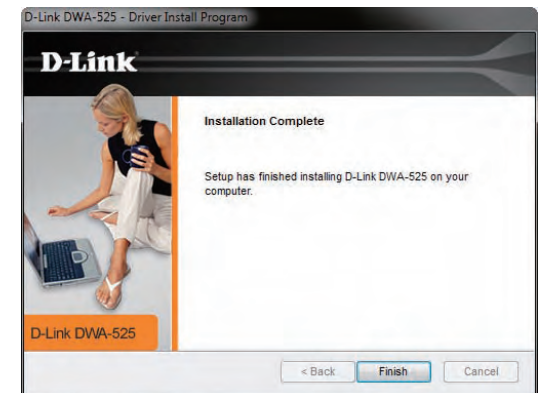 D-Link DWA-525 - Driver Install Program
D-Link
Installation Complete
Setup has finished installing D-Link DWA-525 on your
computer.
D-Link DWA-525
< Back
Finish
Cancel